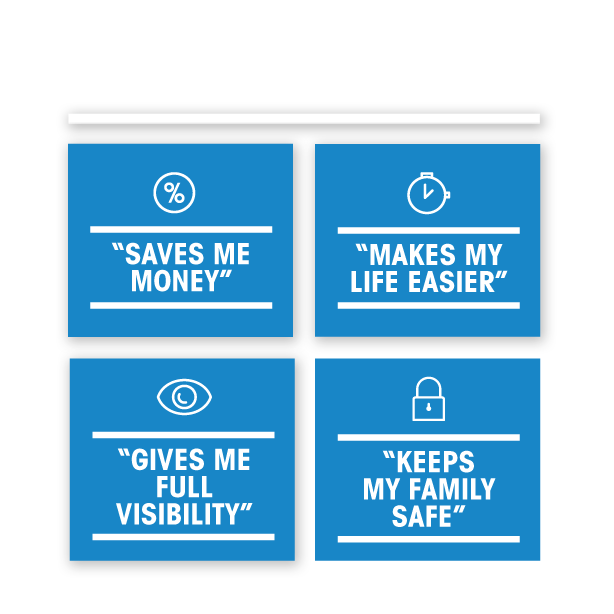 %
“SAVES ME
MONEY”
“MAKES MY
LIFE EASIER”
“GIVES ME
FULL
VISIBILITY”
“KEEPS
MY FAMILY
SAFE”